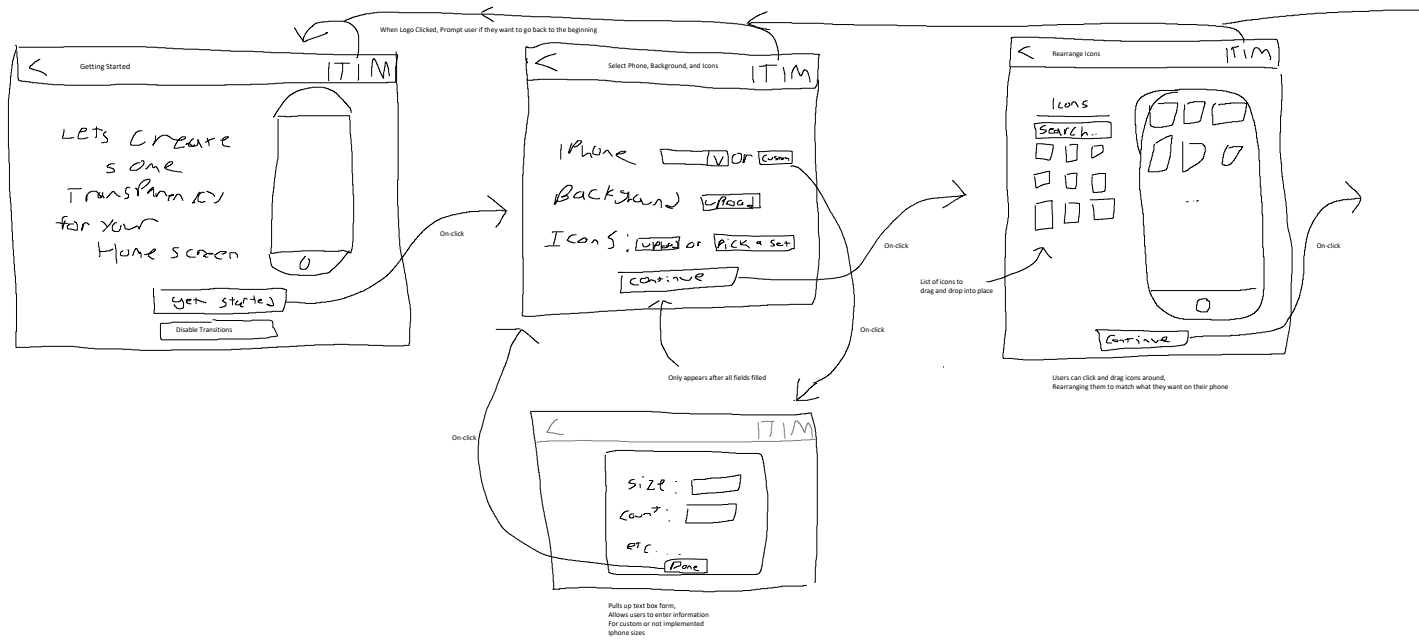 When Logo Clicked, Prompt user if they want to go back to the beginning
<
Getting Started
ITIM
Lets Create
some
Transparency
for your
Home screen
get started
Disable Transitions
On-click
<
Select Phone, Background, and Icons
ITIM
IPhone V or custom
Background upload
Icons: upload or Pick a set
continue
On-click
Only appears after all fields filled
On-click
On-click
<
ITIM
size:
count:
etc....
Done
Pulls up text box form,
Allows users to enter information
For custom or not implemented
Iphone sizes
<
Rearrange Icons
ITIM
Icons
Search..
...
List of icons to
drag and drop into place
Continue
On-click
Users can click and drag icons around,
Rearranging them to match what they want on their phone